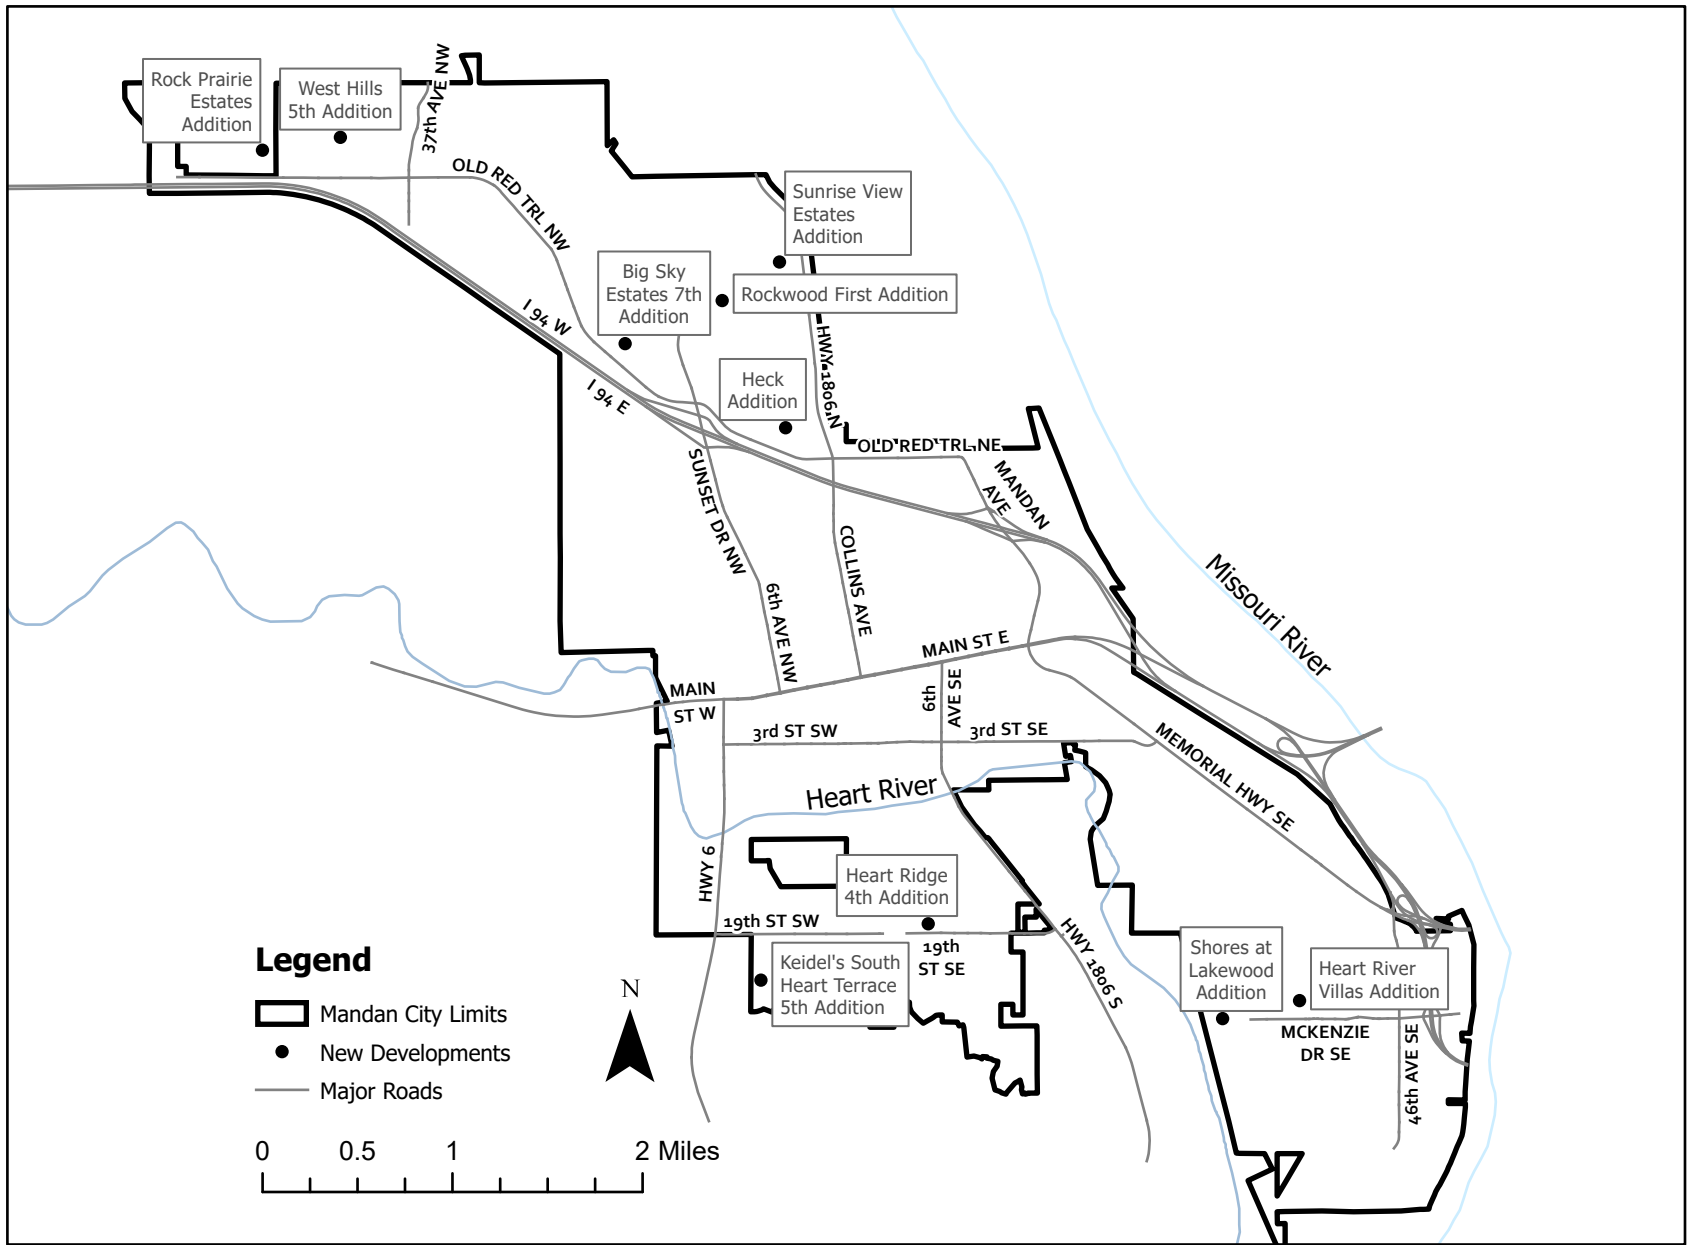 Rock Prairie
Estates
Addition
West Hills
5th Addition
37th AVE NW
OLD RED TRL NW
Sunrise View
Estates
Addition
Big Sky
Estates 7th
Addition
Rockwood First Addition
I 94 W
I 94 E
HWY 1806 N
Heck
Addition
OLD RED TRL NE
MANDAN
AVE
SUNSET DR NW
COLLINS AVE
6th AVE NW
Missouri River
MAIN ST E
MAIN
ST W
6th
AVE SE
3rd ST SW
3rd ST SE
MEMORIAL HWY SE
Heart River
HWY 6
Heart Ridge
4th Addition
19th ST SW
19th
ST SE
HWY 1806 S
Keidel's South
Heart Terrace
5th Addition
Shores at
Lakewood
Addition
Heart River
Villas Addition
MCKENZIE
DR SE
46th AVE SE
Legend
Mandan City Limits
New Developments
Major Roads
N
0 0.5 1 2 Miles